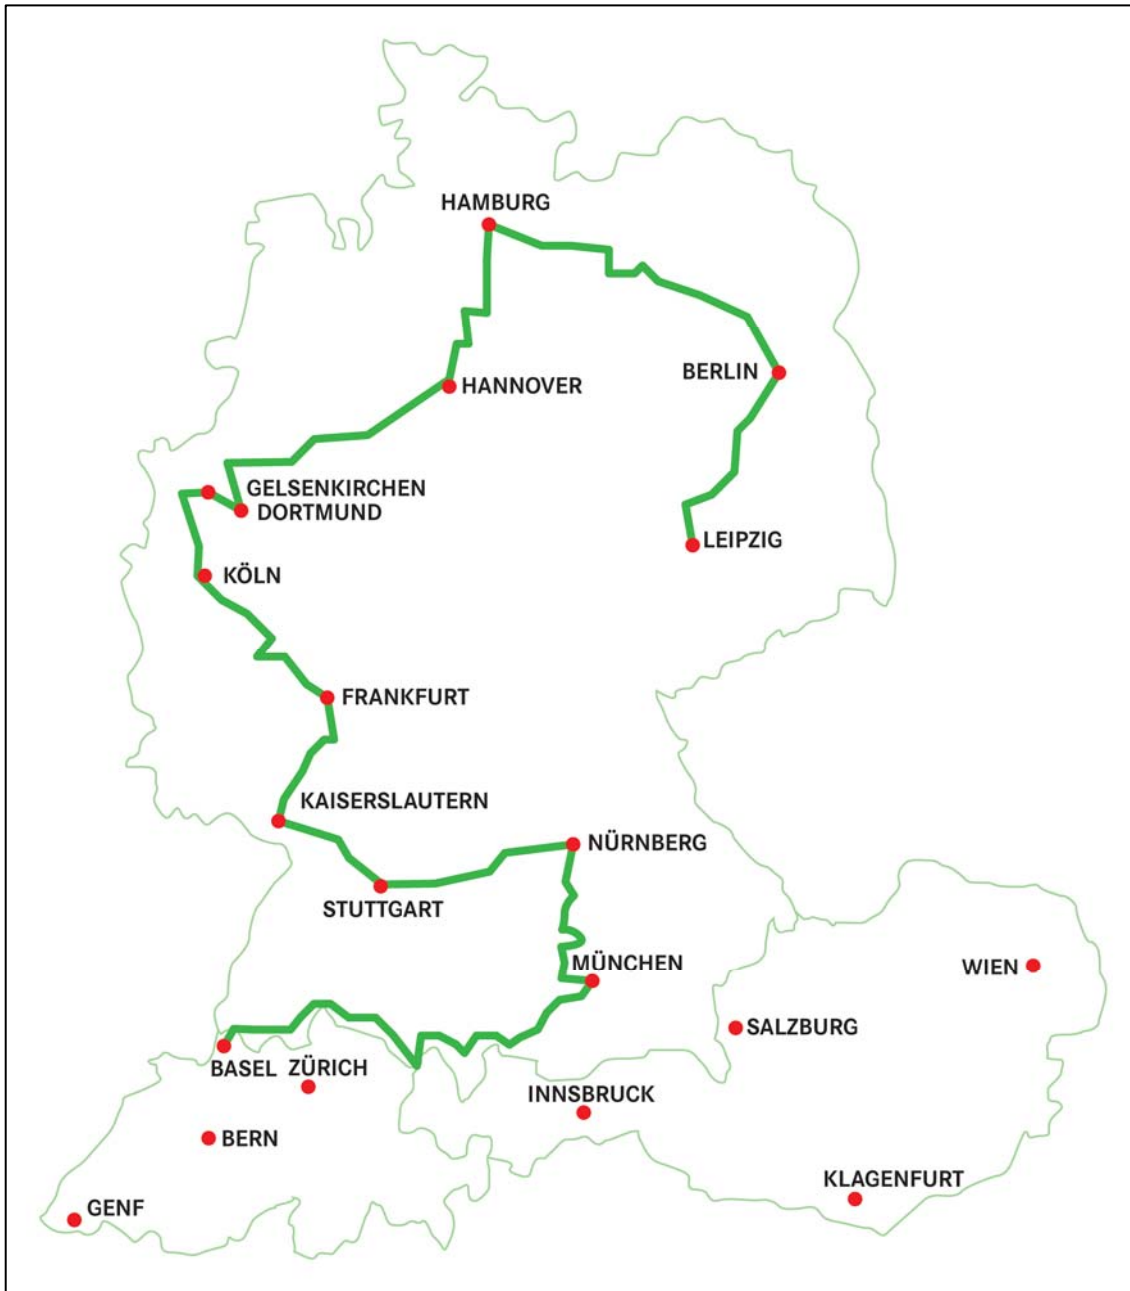 HAMBURG
BERLIN
HANNOVER
GELSENKIRCHEN
DORTMUND
LEIPZIG
KÖLN
FRANKFURT
KAISERSLAUTERN
NÜRNBERG
STUTTGART
MÜNCHEN
WIEN
SALZBURG
BASEL ZÜRICH
INNSBRUCK
BERN
KLAGENFURT
GENF